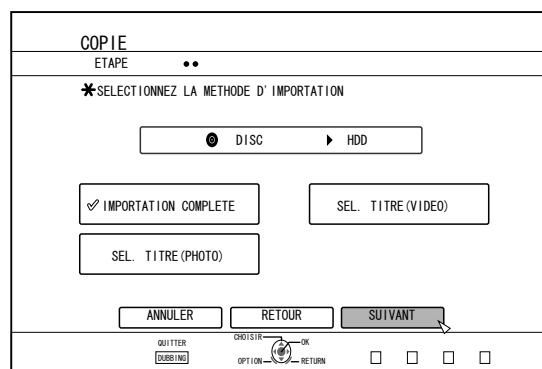 COPIE
ETAPE
SELECTIONNEZ LA METHODE D'IMPORTATION
DISC HDD
IMPORTATION COMPLETE SEL. TITRE(VIDEO)
SEL. TITRE(PHOTO)
ANNULER RETOUR SUIVANT
QUITTER CHOISIR OK
DUBBING OPTION RETURN